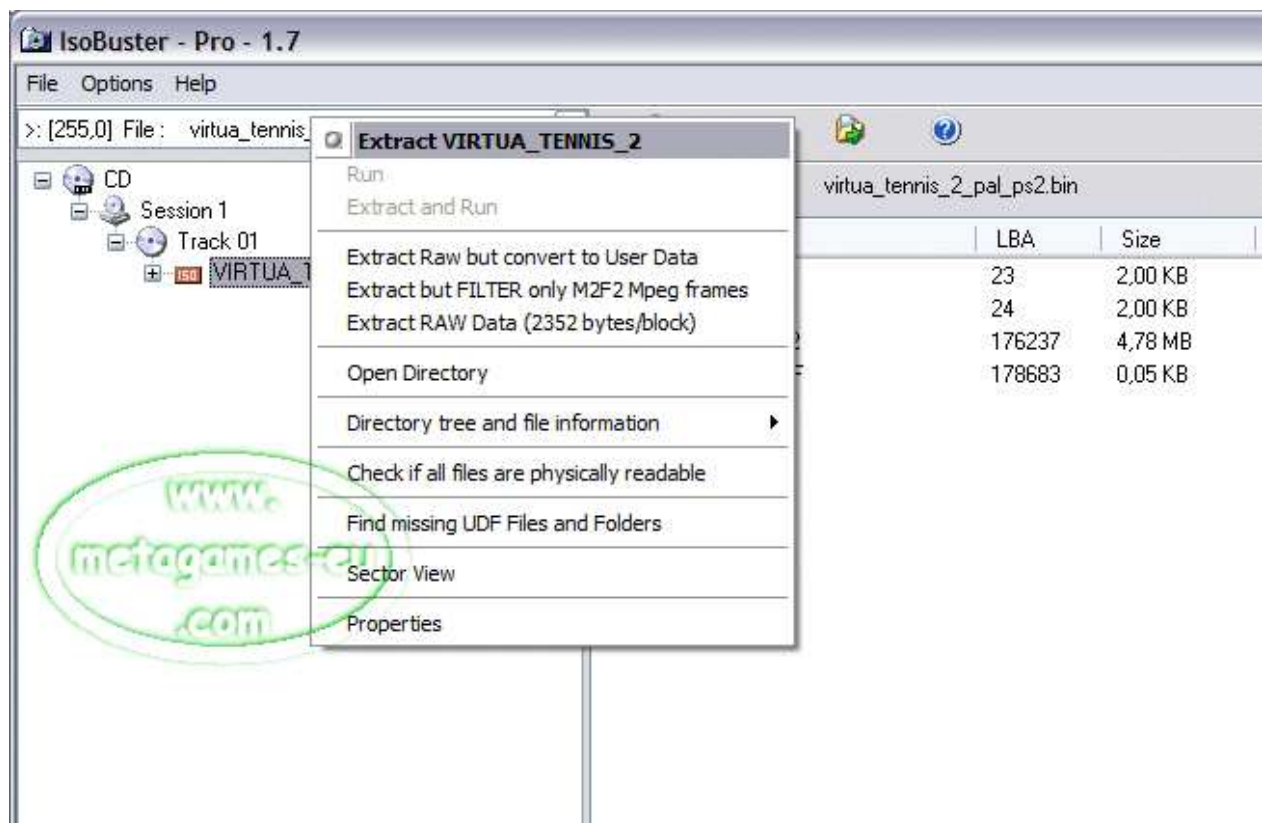 IsoBuster - Pro - 1.7
File Options Help
>: [255,0] File : virtua_tennis_
Extract VIRTUA_TENNIS_2
Run
Extract and Run
Extract Raw but convert to User Data
Extract but FILTER only M2F2 Mpeg frames
Extract RAW Data (2352 bytes/block)
Open Directory
Directory tree and file information
Check if all files are physically readable
Find missing UDF Files and Folders
Sector View
Properties
CD
Session 1
Track 01
ISO VIRTUA_T
virtua_tennis_2_pal_ps2.bin
LBA Size
23 2,00 KB
24 2,00 KB
176237 4,78 MB
178683 0,05 KB
www.
metagames-eu
.com